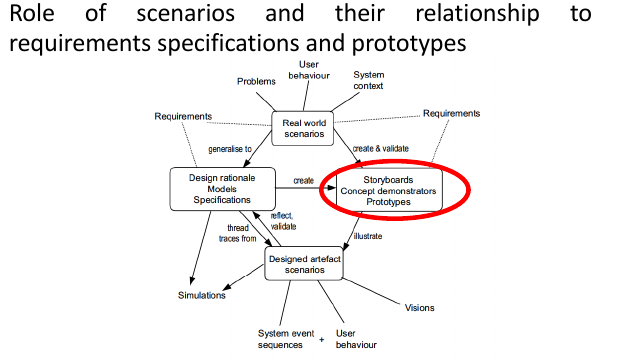 Role of scenarios and their relationship to
requirements specifications and prototypes
User
behaviour
Problems
System
context
Requirements
Requirements
Real world
scenarios
generalise to
create & validate
Design rationale
Models
Specifications
create
Storyboards
Concept demonstrators
Prototypes
thread
traces from
reflect,
validate
illustrate
Designed artefact
scenarios
Simulations
Visions
System event
sequences
+
User
behaviour